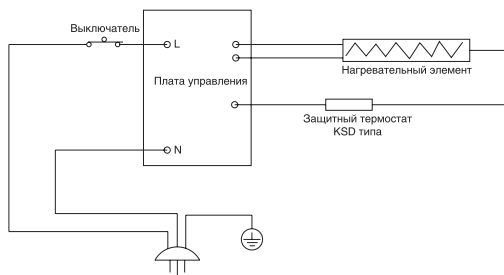 Выключатель
L
Плата управления
N
Нагревательный элемент
Защитный термостат
KSD типа